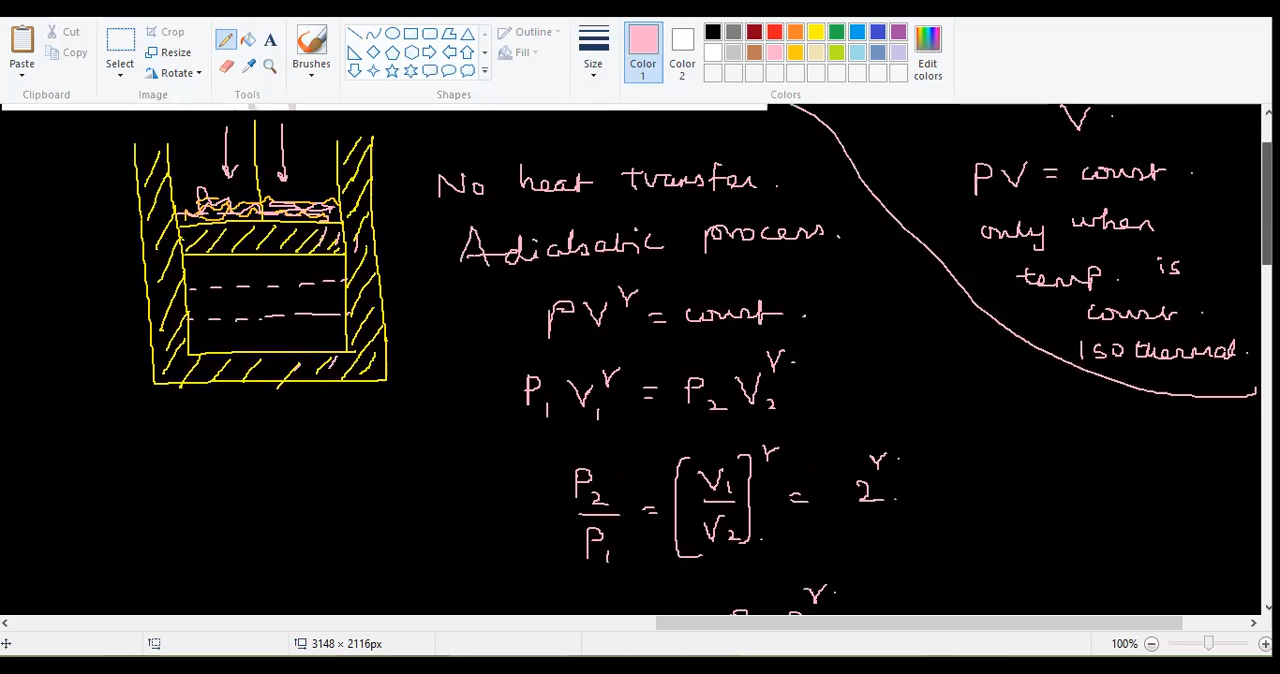 Cut
Copy
Paste
Clipboard
Crop
Resize
Rotate
Select
Image
A
Tools
Brushes
Shapes
Outline
Fill
Size
Color 1
Color 2
Edit colors
Colors
V.
No heat transfer.
Adiabatic process.
PV^γ = const.
P₁ V₁^γ = P₂ V₂^γ.
P₂/P₁ = [V₁/V₂]^γ = 2^γ.
PV = const.
only when
temp. is
const.
Isothermal.
3148 × 2116px
100%